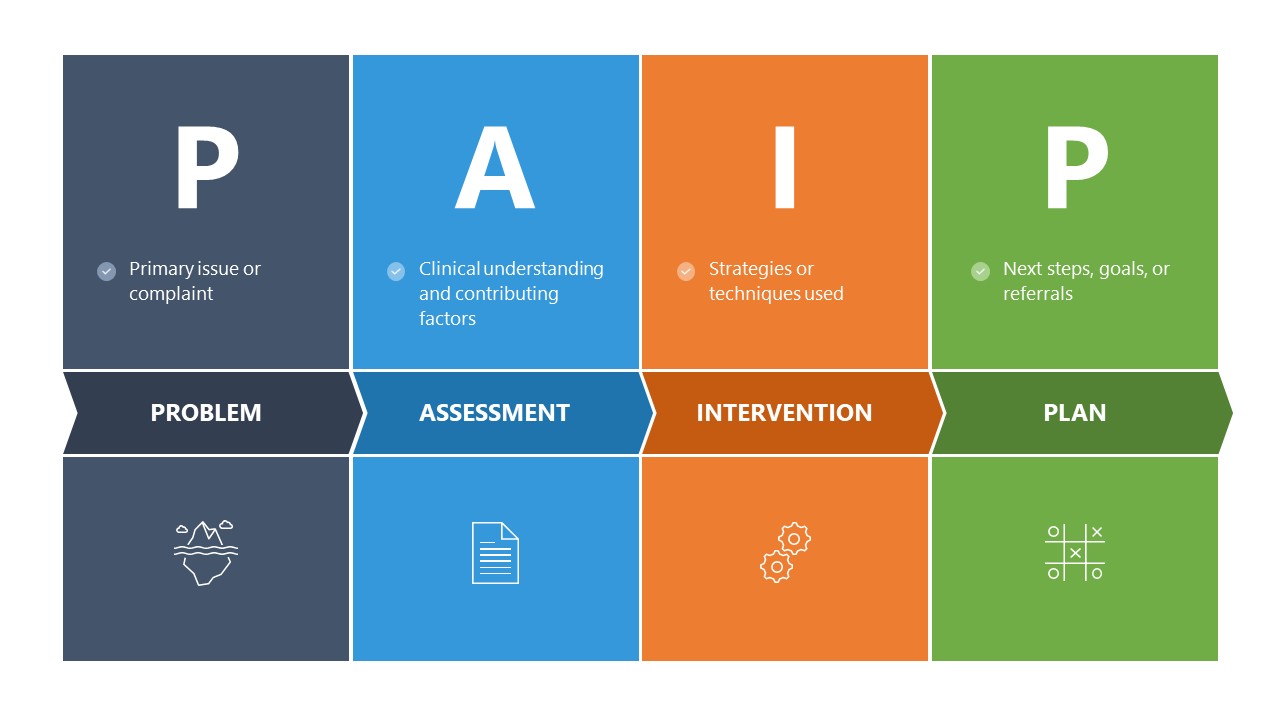 P
Primary issue or
complaint
PROBLEM
A
Clinical understanding
and contributing
factors
ASSESSMENT
I
Strategies or
techniques used
INTERVENTION
P
Next steps, goals, or
referrals
PLAN